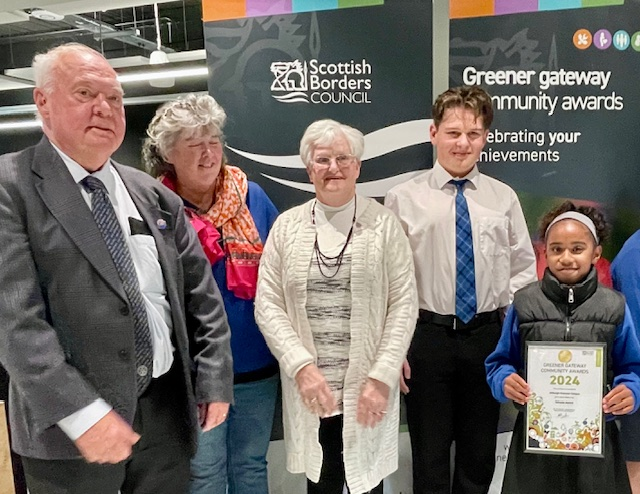 Scottish
Borders
COUNCIL
Greener gateway
community awards
celebrating your
achievements
GREENER GATEWAY
COMMUNITY AWARDS
2024